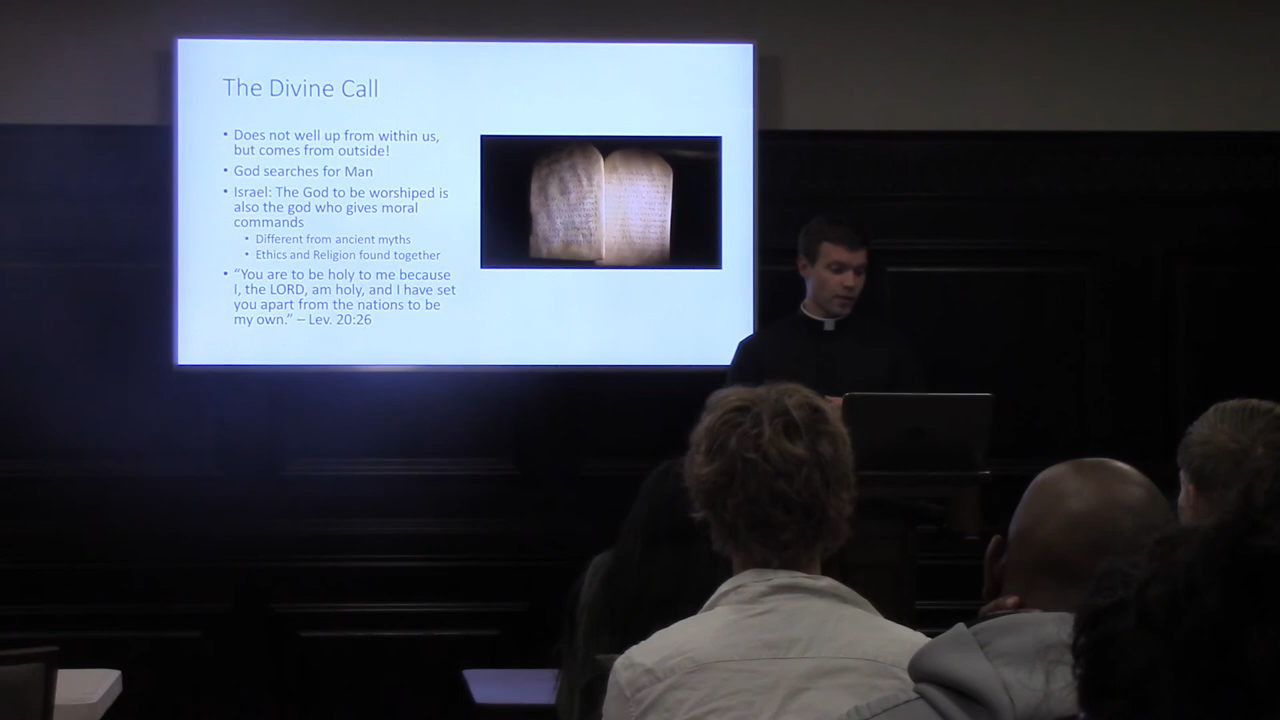 The Divine Call
• Does not well up from within us,
but comes from outside!
• God searches for Man
• Israel: The God to be worshiped is
also the god who gives moral
commands
• Different from ancient myths
• Ethics and Religion found together
• “You are to be holy to me because
I, the LORD, am holy, and I have set
you apart from the nations to be
my own.” – Lev. 20:26